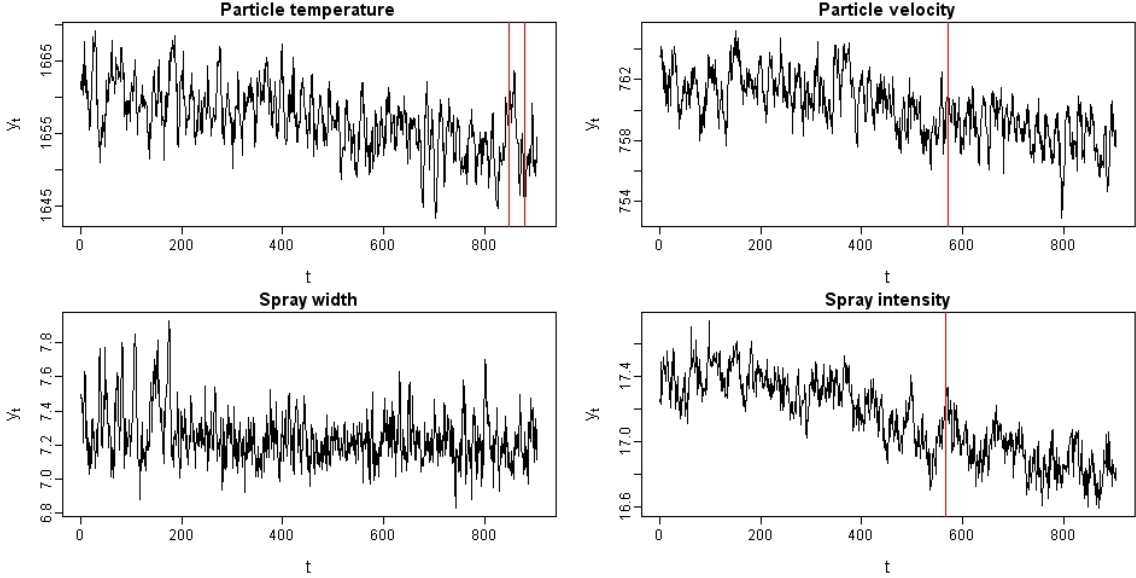 Particle temperature
yt
1645 1655 1665
0 200 400 600 800
t
Particle velocity
yt
754 758 762
0 200 400 600 800
t
Spray width
yt
6.8 7.0 7.2 7.4 7.6 7.8
0 200 400 600 800
t
Spray intensity
yt
16.6 17.0 17.4
0 200 400 600 800
t